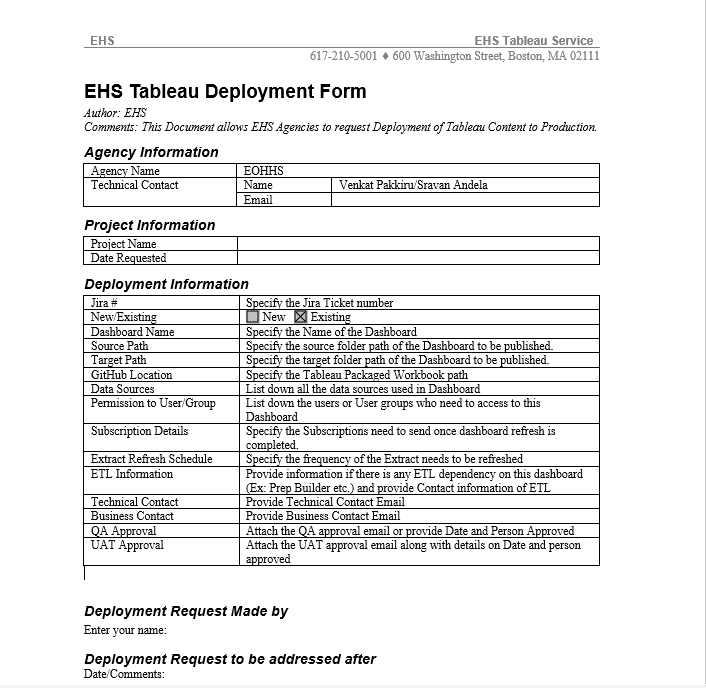 EHS EHS Tableau Service
617-210-5001 ♦ 600 Washington Street, Boston, MA 02111
EHS Tableau Deployment Form
Author: EHS
Comments: This Document allows EHS Agencies to request Deployment of Tableau Content to Production.
Agency Information
Agency Name EOHHS
Technical Contact Name Venkat Pakkiru/Sravan Andela
Email
Project Information
Project Name
Date Requested
Deployment Information
Jira # Specify the Jira Ticket number
New/Existing ☐ New ☒ Existing
Dashboard Name Specify the Name of the Dashboard
Source Path Specify the source folder path of the Dashboard to be published.
Target Path Specify the target folder path of the Dashboard to be published.
GitHub Location Specify the Tableau Packaged Workbook path
Data Sources List down all the data sources used in Dashboard
Permission to User/Group List down the users or User groups who need to access to this
Dashboard
Subscription Details Specify the Subscriptions need to send once dashboard refresh is
completed.
Extract Refresh Schedule Specify the frequency of the Extract needs to be refreshed
ETL Information Provide information if there is any ETL dependency on this dashboard
(Ex: Prep Builder etc.) and provide Contact information of ETL
Technical Contact Provide Technical Contact Email
Business Contact Provide Business Contact Email
QA Approval Attach the QA approval email or provide Date and Person Approved
UAT Approval Attach the UAT approval email along with details on Date and person
approved
Deployment Request Made by
Enter your name:
Deployment Request to be addressed after
Date/Comments: